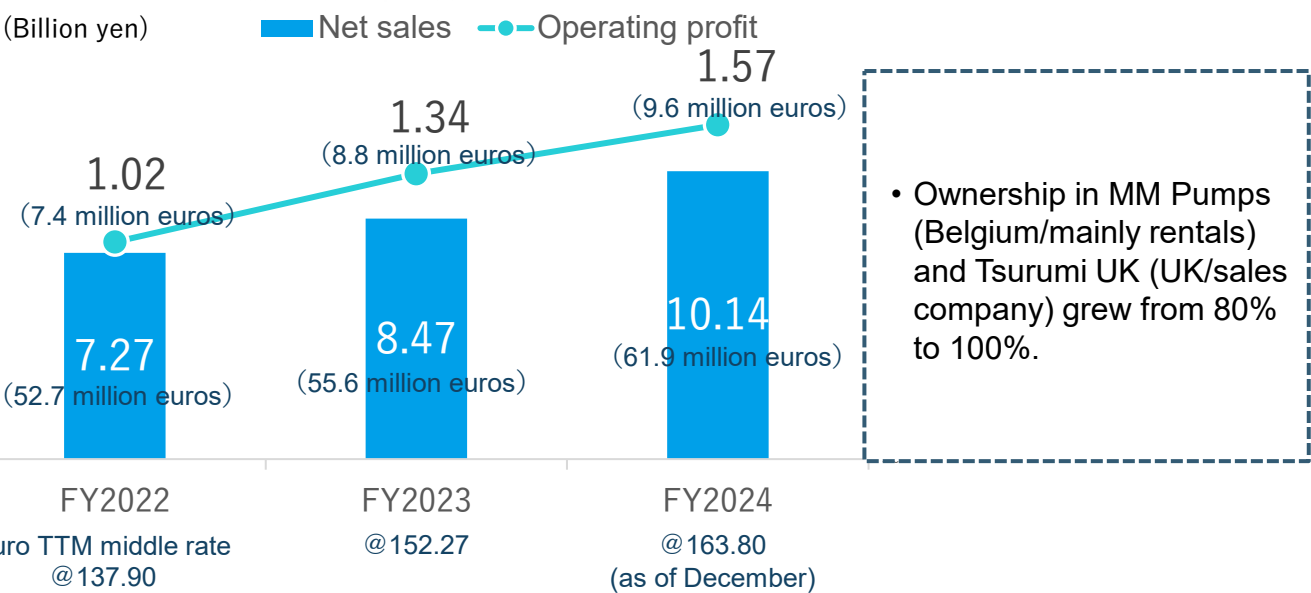 (Billion yen)
Net sales
Operating profit
1.57
(9.6 million euros)
1.34
(8.8 million euros)
1.02
(7.4 million euros)
10.14
(61.9 million euros)
8.47
(55.6 million euros)
7.27
(52.7 million euros)
• Ownership in MM Pumps
(Belgium/mainly rentals)
and Tsurumi UK (UK/sales
company) grew from 80%
to 100%.
FY2022
FY2023
FY2024
uro TTM middle rate
@137.90
@152.27
@163.80
(as of December)